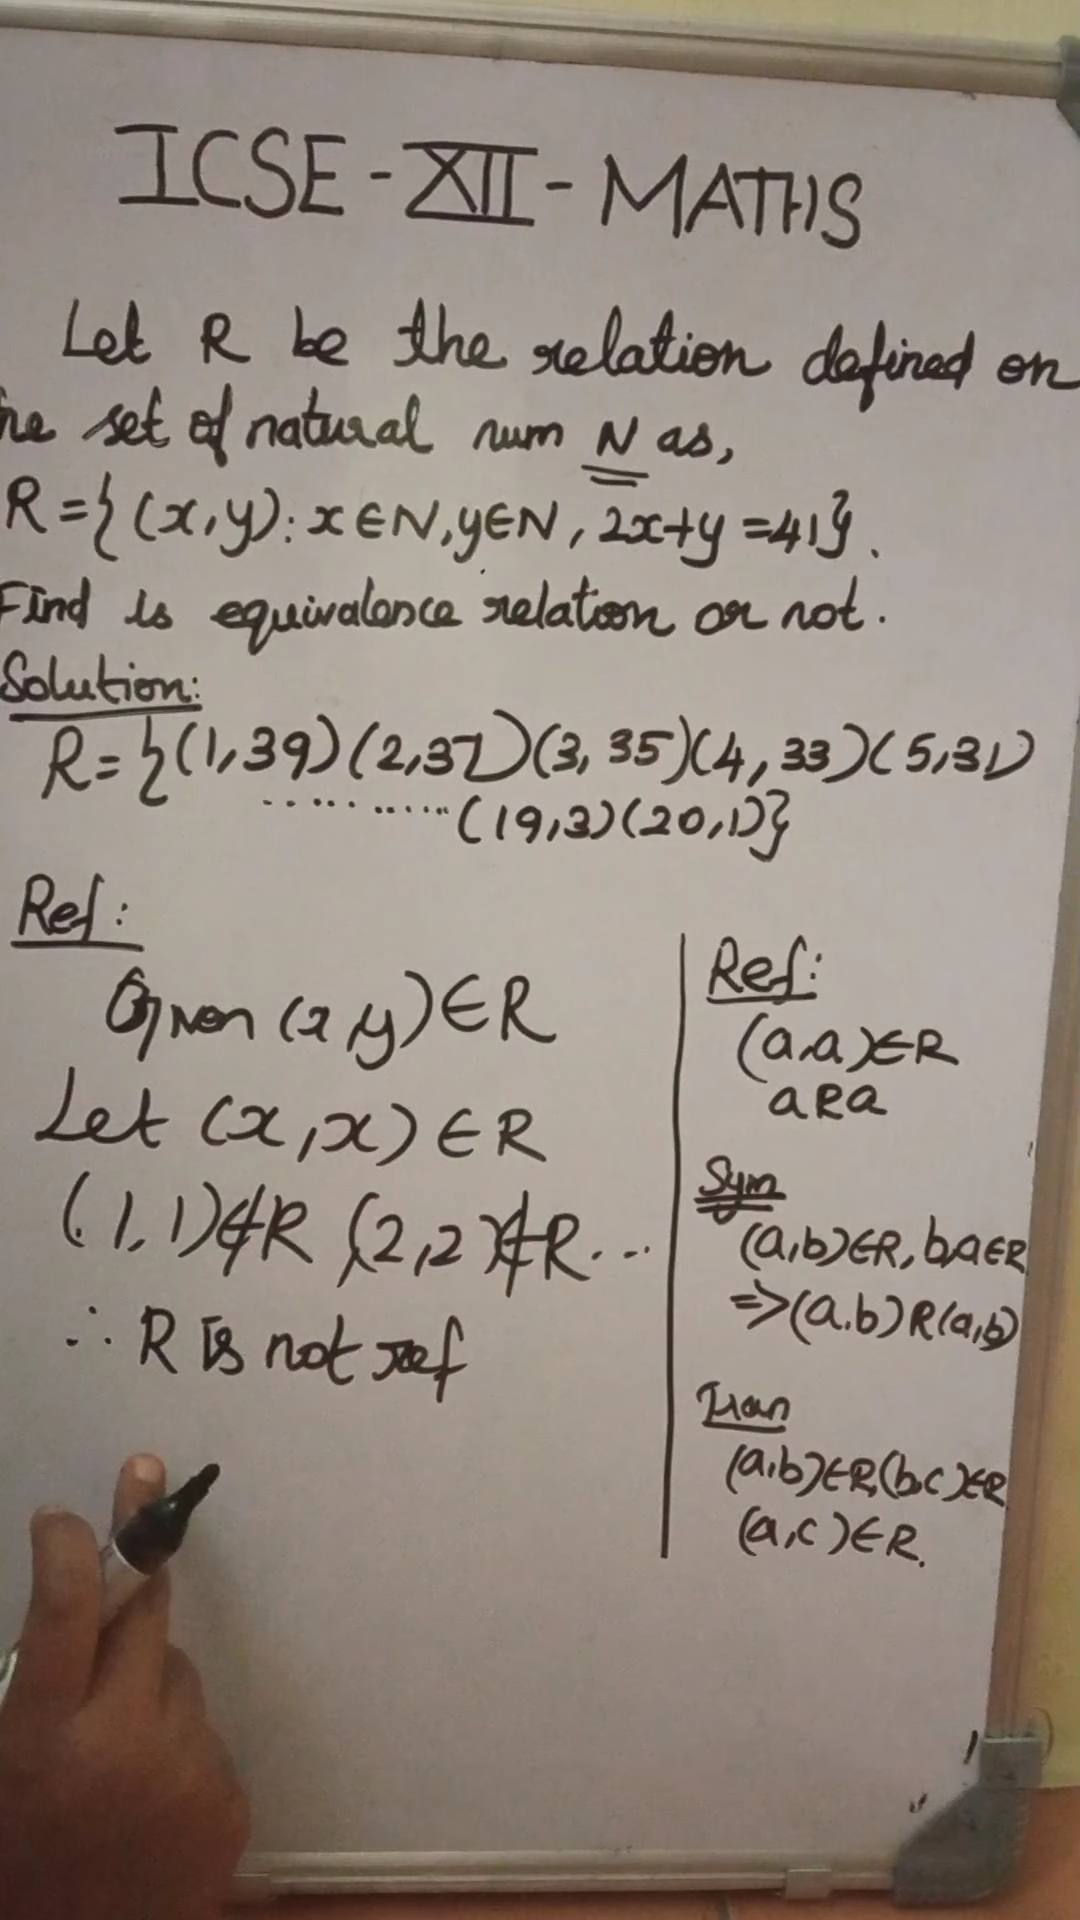 ICSE-XII-MATHS
Let R be the relation defined on
he set of natural num N as,
R={(x,y): x∈N,y∈N, 2x+y=41}.
Find is equivalence relation or not.
Solution:
R={(1,39)(2,37)(3,35)(4,33)(5,31)
...........(19,3)(20,1)}
Ref:
Given (x,y)∈R
Let (x,x)∈R
(1,1)∉R (2,2)∉R...
∴ R is not ref
Ref:
(a,a)∈R
aRa
Sym
(a,b)∈R, b,a∈R
⇒(a,b)R(a,b)
Tran
(a,b)∈R,(b,c)∈R
(a,c)∈R.